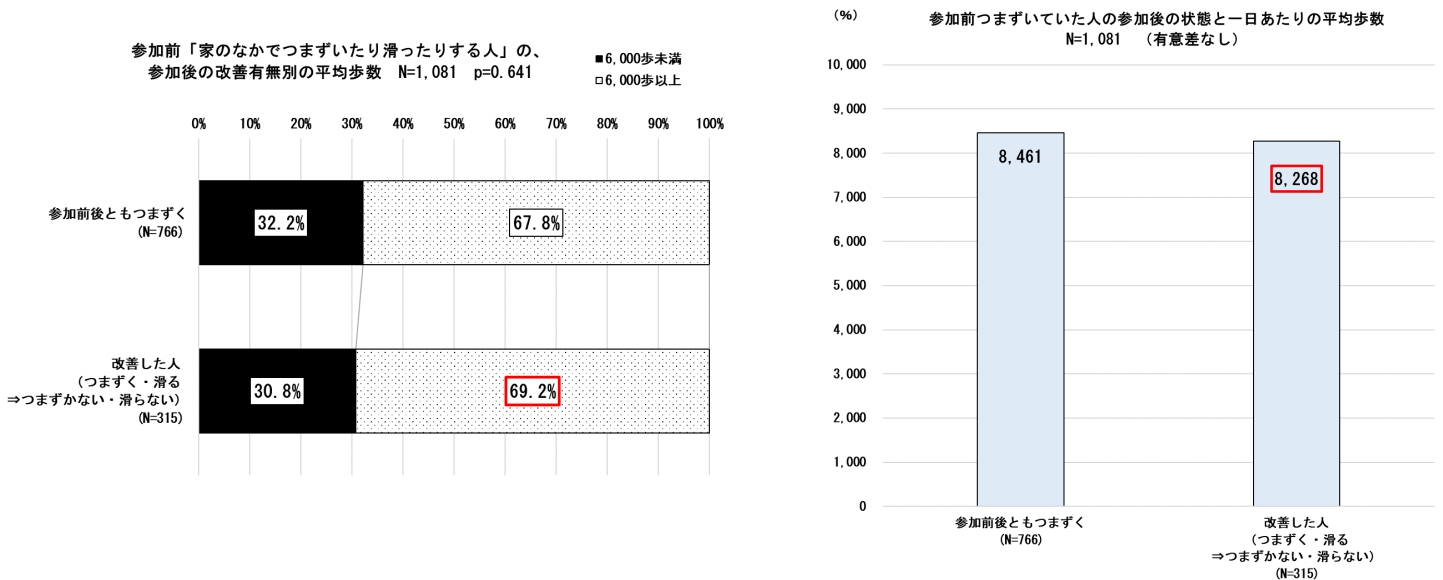 参加前「家のなかでつまずいたり滑ったりする人」の、
参加後の改善有無別の平均歩数 N=1,081 p=0.641
■6,000歩未満
□6,000歩以上
0% 10% 20% 30% 40% 50% 60% 70% 80% 90% 100%
参加前後ともつまずく
(N=766)
32.2% 67.8%
改善した人
(つまずく・滑る
⇒つまずかない・滑らない)
(N=315)
30.8% 69.2%
(%)
参加前つまずいていた人の参加後の状態と一日あたりの平均歩数
N=1,081 (有意差なし)
10,000
9,000
8,000
7,000
6,000
5,000
4,000
3,000
2,000
1,000
0
8,461
8,268
参加前後ともつまずく
(N=766)
改善した人
(つまずく・滑る
⇒つまずかない・滑らない)
(N=315)